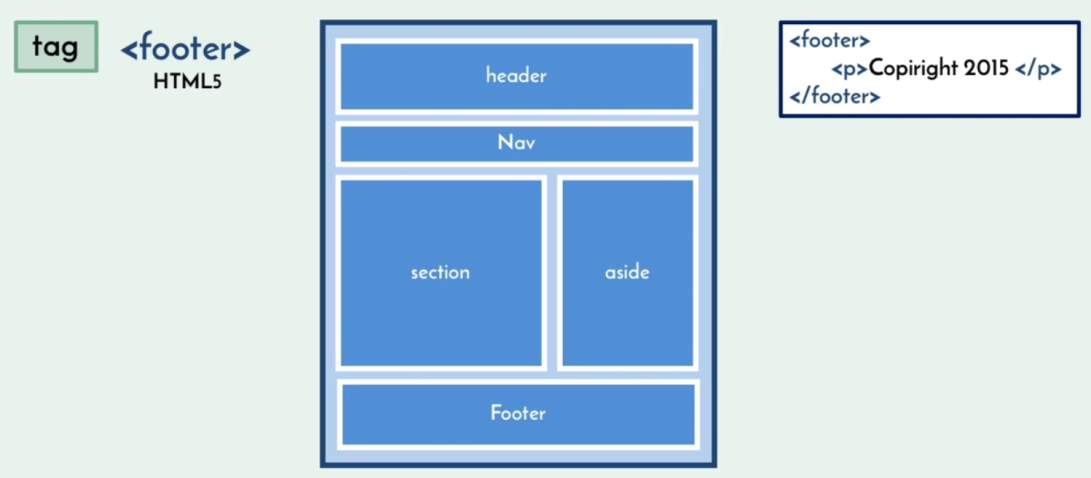 tag
<footer>
HTML5
header
Nav
section
aside
Footer
<footer>
<p>Copiright 2015 </p>
</footer>